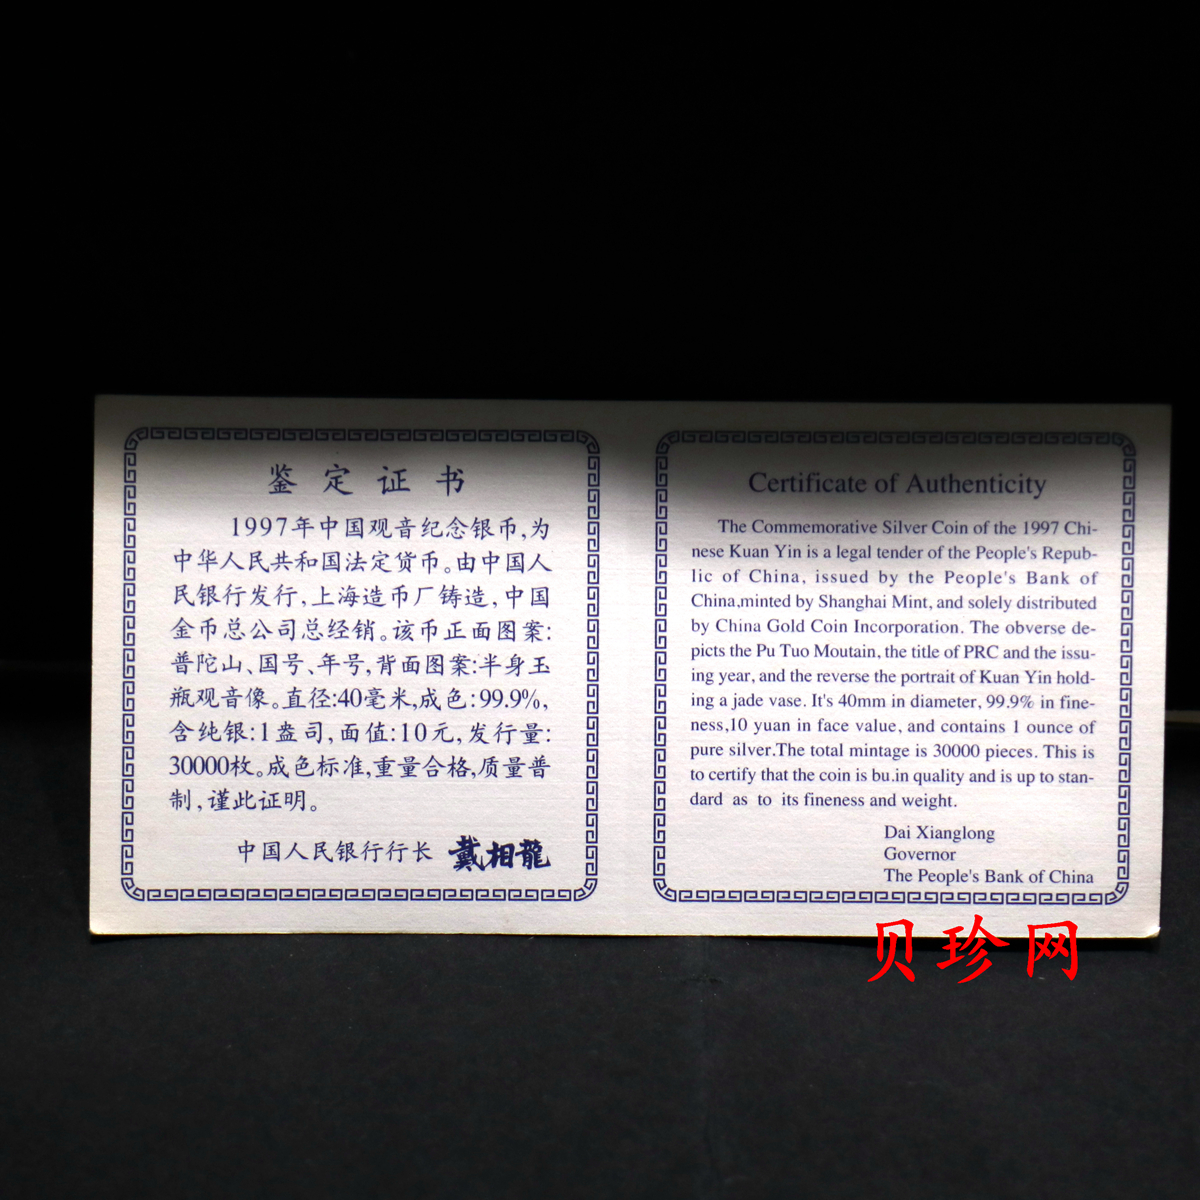 鉴定证书
1997年中国观音纪念银币,为
中华人民共和国法定货币。由中国人
民银行发行,上海造币厂铸造,中国
金币总公司总经销。该币正面图案:
普陀山、国号、年号,背面图案:半身玉
瓶观音像。直径:40毫米,成色:99.9%,
含纯银:1盎司,面值:10元,发行量:
30000枚。成色标准,重量合格,质量普
制,谨此证明。
中国人民银行行长 戴相龍
Certificate of Authenticity
The Commemorative Silver Coin of the 1997 Chi-
nese Kuan Yin is a legal tender of the People's Repub-
lic of China, issued by the People's Bank of
China,minted by Shanghai Mint, and solely distributed
by China Gold Coin Incorporation. The obverse de-
picts the Pu Tuo Moutain, the title of PRC and the issu-
ing year, and the reverse the portrait of Kuan Yin hold-
ing a jade vase. It's 40mm in diameter, 99.9% in fine-
ness,10 yuan in face value, and contains 1 ounce of
pure silver.The total mintage is 30000 pieces. This is
to certify that the coin is bu.in quality and is up to stan-
dard as to its fineness and weight.
Dai Xianglong
Governor
The People's Bank of China
贝珍网